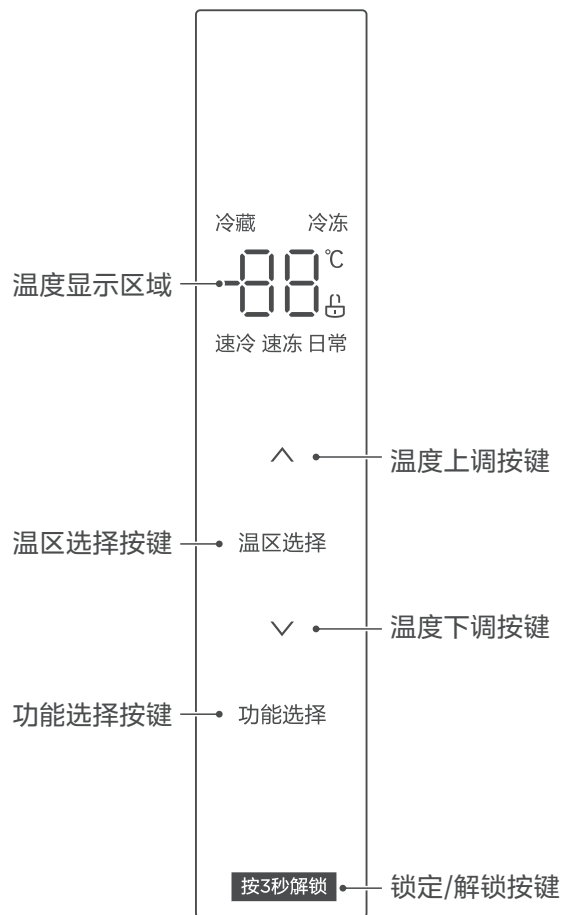 冷藏 冷冻
温度显示区域 -88 ℃
速冷 速冻 日常
温度上调按键
温区选择按键 温区选择
温度下调按键
功能选择按键 功能选择
按3秒解锁 锁定/解锁按键